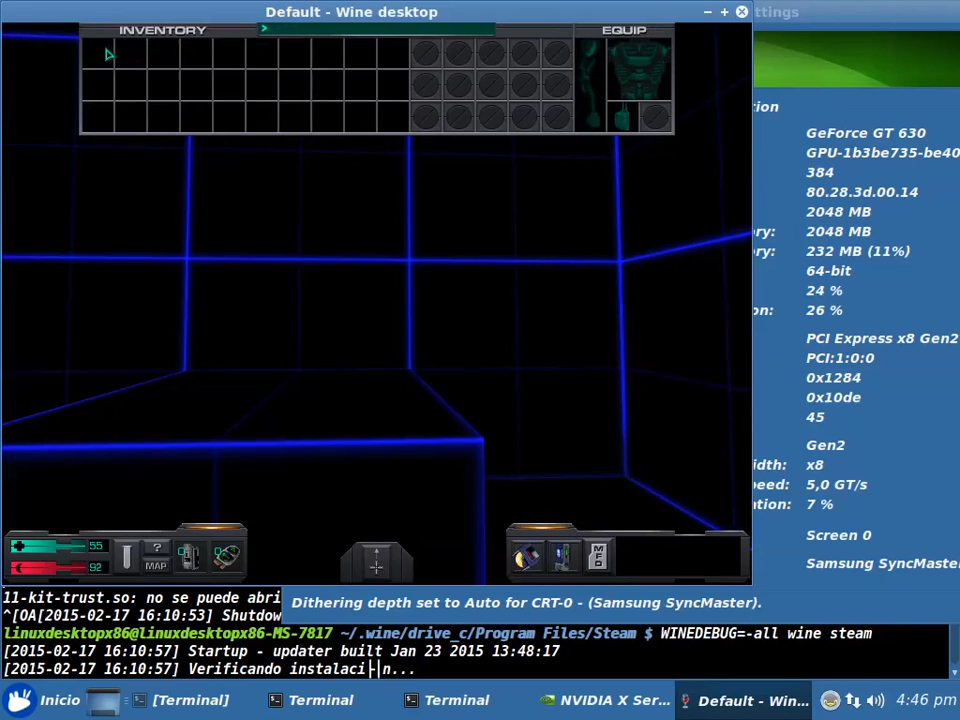 Default - Wine desktop
ttings
INVENTORY
>
EQUIP
tion
GeForce GT 630
GPU-1b3be735-be40
384
80.28.3d.00.14
2048 MB
ry: 2048 MB
232 MB (11%)
64-bit
24 %
on: 26 %
PCI Express x8 Gen2
PCI:1:0:0
0x1284
0x10de
45
Gen2
idth: x8
peed: 5,0 GT/s
ation: 7 %
Screen 0
Samsung SyncMaster
55
92
?
MAP
MFD
11-kit-trust.so: no se puede abri
^[OA[2015-02-17 16:10:53] Shutdow
Dithering depth set to Auto for CRT-0 - (Samsung SyncMaster).
linuxdesktopx86@linuxdesktopx86-MS-7817 ~/.wine/drive_c/Program Files/Steam $ WINEDEBUG=-all wine steam
[2015-02-17 16:10:57] Startup - updater built Jan 23 2015 13:48:17
[2015-02-17 16:10:57] Verificando instalaci├│n...
Inicio
[Terminal]
Terminal
Terminal
NVIDIA X Ser...
Default - Win...
4:46 pm